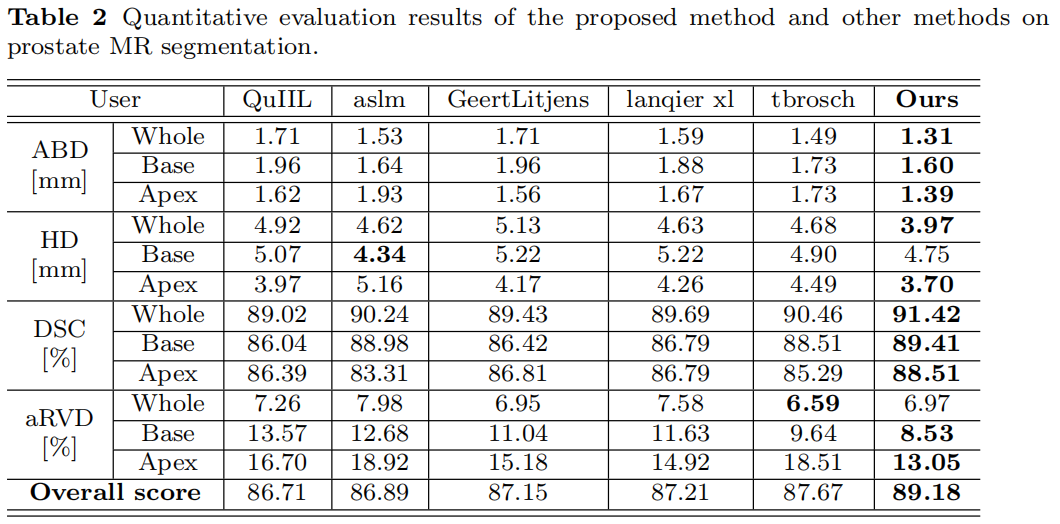 Table 2 Quantitative evaluation results of the proposed method and other methods on
prostate MR segmentation.
User QuIIL aslm GeertLitjens lanqier xl tbrosch Ours
ABD [mm] Whole 1.71 1.53 1.71 1.59 1.49 1.31
Base 1.96 1.64 1.96 1.88 1.73 1.60
Apex 1.62 1.93 1.56 1.67 1.73 1.39
HD [mm] Whole 4.92 4.62 5.13 4.63 4.68 3.97
Base 5.07 4.34 5.22 5.22 4.90 4.75
Apex 3.97 5.16 4.17 4.26 4.49 3.70
DSC [%] Whole 89.02 90.24 89.43 89.69 90.46 91.42
Base 86.04 88.98 86.42 86.79 88.51 89.41
Apex 86.39 83.31 86.81 86.79 85.29 88.51
aRVD [%] Whole 7.26 7.98 6.95 7.58 6.59 6.97
Base 13.57 12.68 11.04 11.63 9.64 8.53
Apex 16.70 18.92 15.18 14.92 18.51 13.05
Overall score 86.71 86.89 87.15 87.21 87.67 89.18